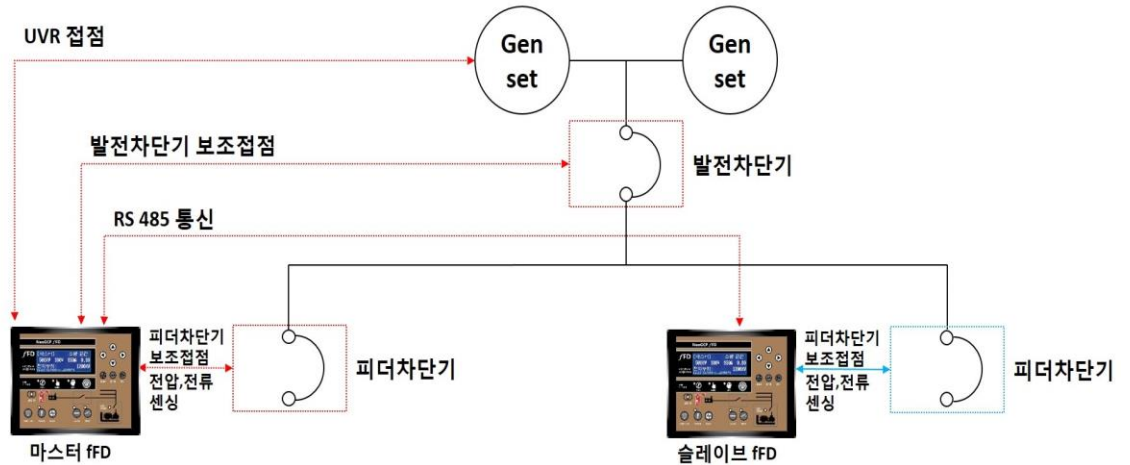 UVR 접점
Gen
set
Gen
set
발전차단기 보조접점
발전차단기
RS 485 통신
피더차단기
보조접점
전압,전류
센싱
피더차단기
마스터 fFD
피더차단기
보조접점
전압,전류
센싱
피더차단기
슬레이브 fFD